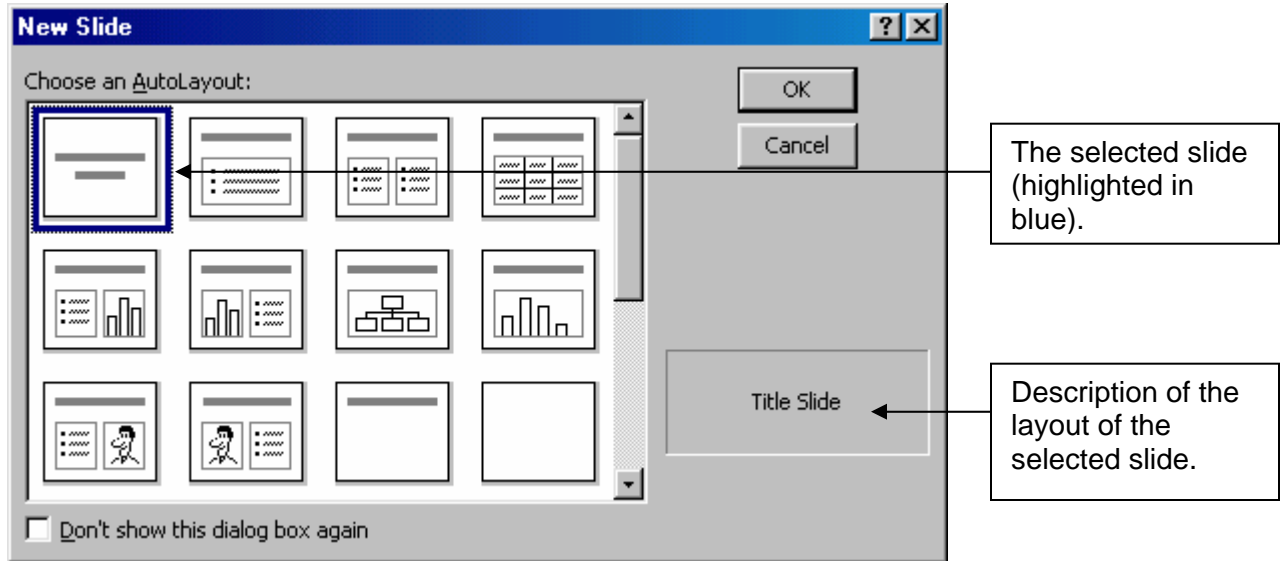 New Slide
Choose an AutoLayout:
OK
Cancel
The selected slide
(highlighted in
blue).
Title Slide
Description of the
layout of the
selected slide.
Don't show this dialog box again